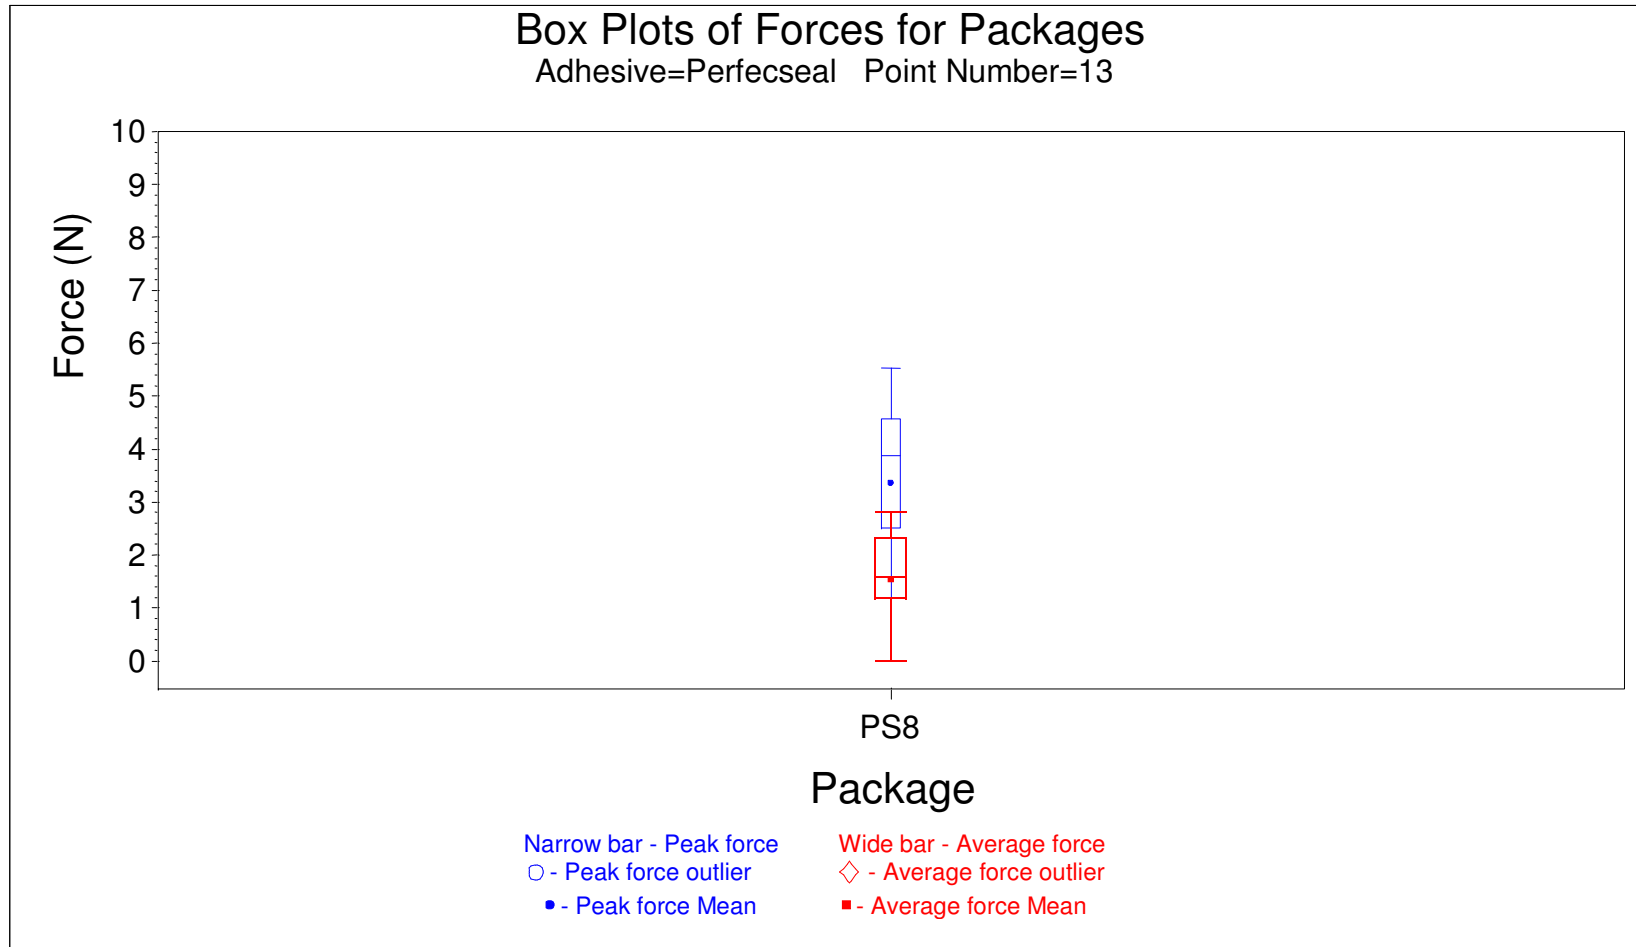 Box Plots of Forces for Packages
Adhesive=Perfecseal   Point Number=13
10
9
8
7
6
5
4
3
2
1
0
Force (N)
PS8
Package
Narrow bar - Peak force
- Peak force outlier
- Peak force Mean
Wide bar - Average force
- Average force outlier
- Average force Mean